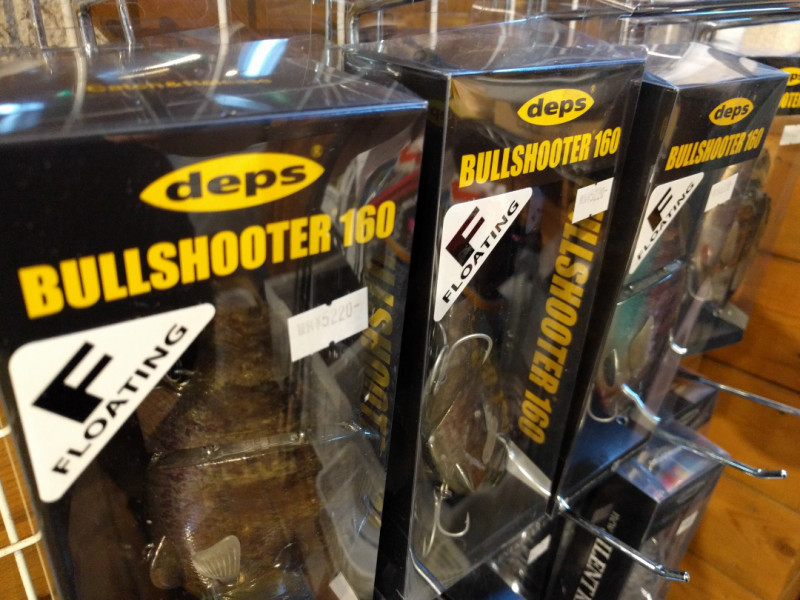 deps
BULLSHOOTER 160
F
FLOATING
¥5220-
deps
BULLSHOOTER 160
F
FLOATING
BULLSHOOTER 160
deps
BULLSHOOTER 160
F
FLOATING